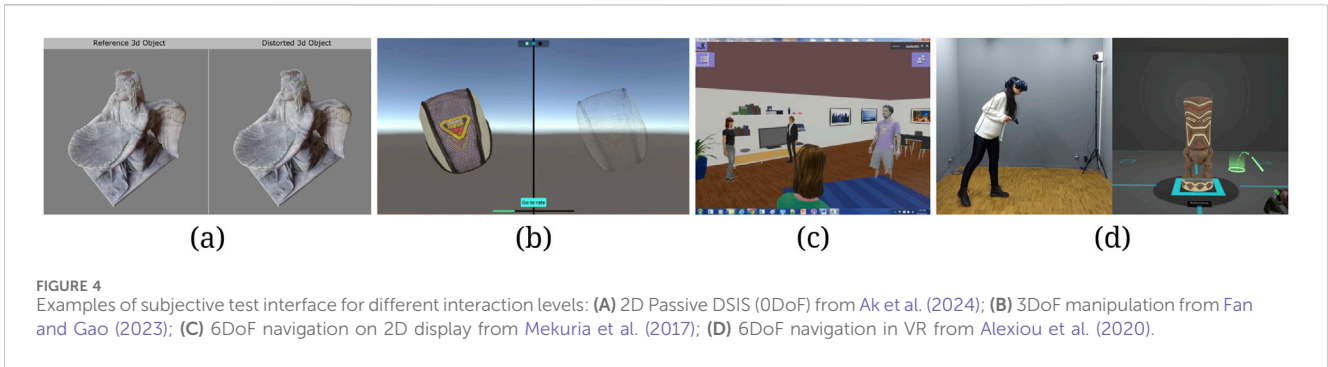 Reference 3d Object
Distorted 3d Object
Go to rate
(a)
(b)
(c)
(d)
FIGURE 4
Examples of subjective test interface for different interaction levels: (A) 2D Passive DSIS (0DoF) from Ak et al. (2024); (B) 3DoF manipulation from Fan
and Gao (2023); (C) 6DoF navigation on 2D display from Mekuria et al. (2017); (D) 6DoF navigation in VR from Alexiou et al. (2020).